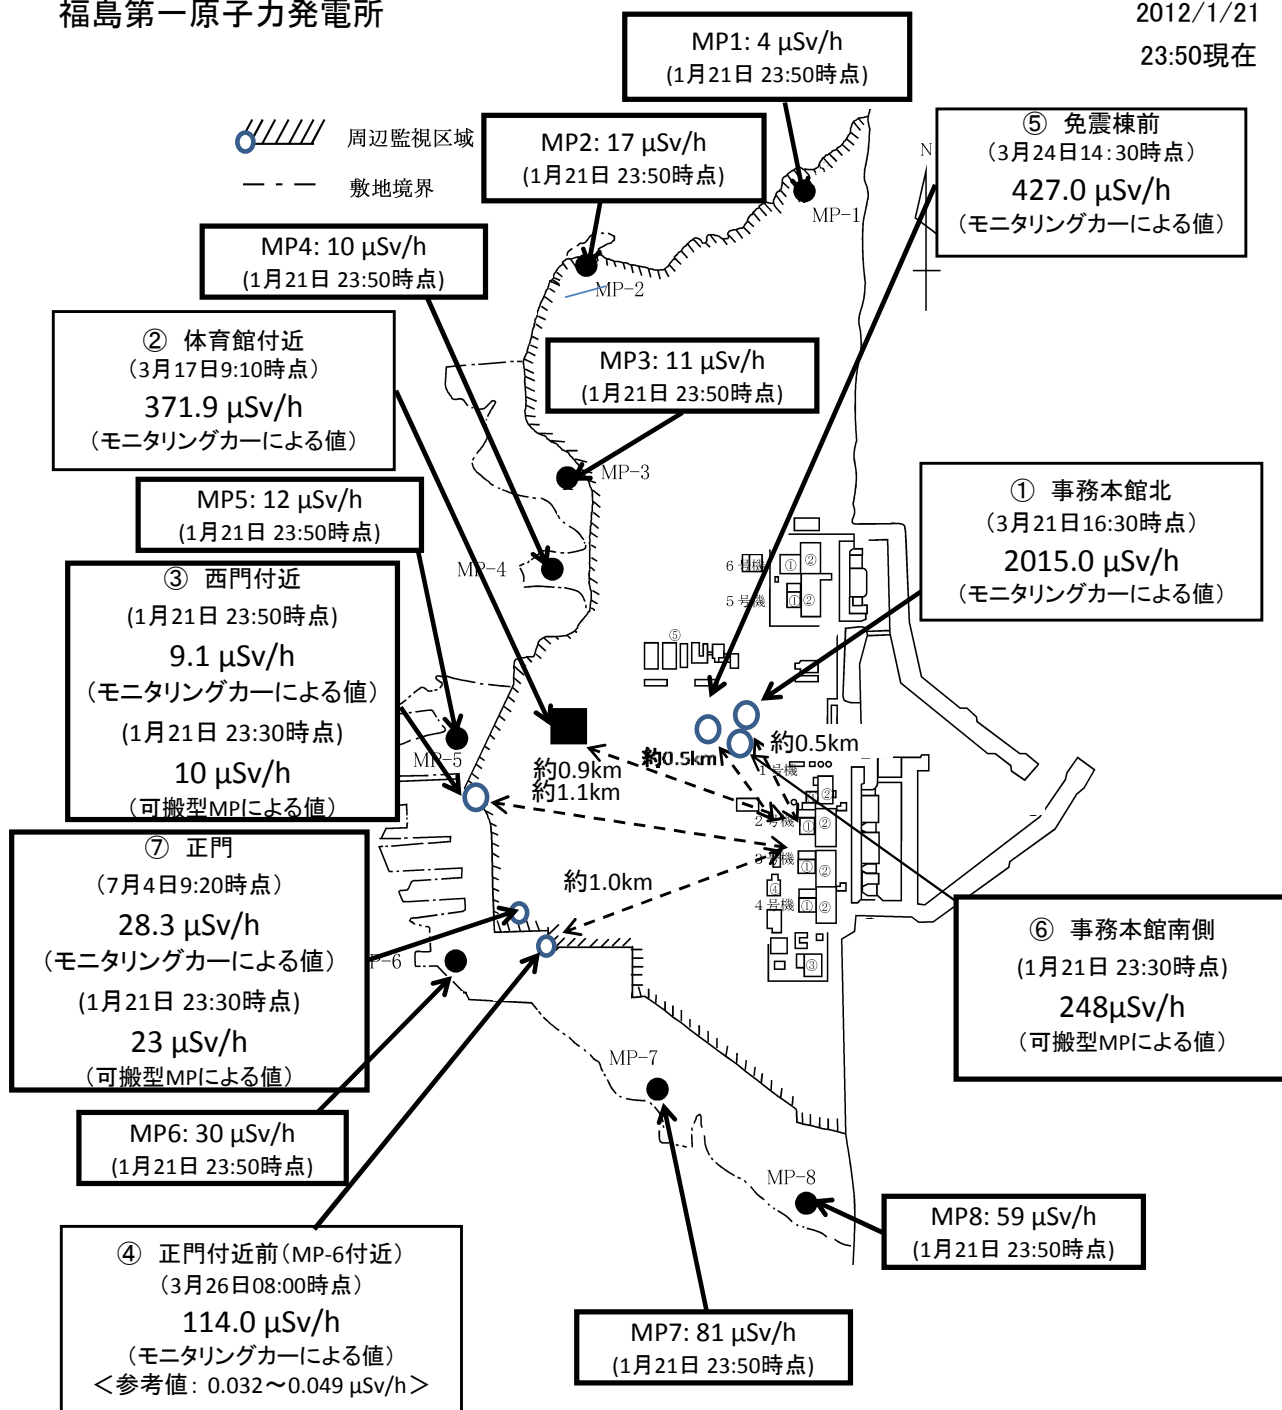 福島第一原子力発電所
2012/1/21
23:50現在
MP1: 4 μSv/h
(1月21日 23:50時点)
周辺監視区域
敷地境界
MP2: 17 μSv/h
(1月21日 23:50時点)
⑤ 免震棟前
(3月24日14:30時点)
427.0 μSv/h
(モニタリングカーによる値)
N
MP-1
MP4: 10 μSv/h
(1月21日 23:50時点)
MP-2
② 体育館付近
(3月17日9:10時点)
371.9 μSv/h
(モニタリングカーによる値)
MP3: 11 μSv/h
(1月21日 23:50時点)
MP-3
MP5: 12 μSv/h
(1月21日 23:50時点)
① 事務本館北
(3月21日16:30時点)
2015.0 μSv/h
(モニタリングカーによる値)
MP-4
6号機
① ②
5号機
① ②
③ 西門付近
(1月21日 23:50時点)
9.1 μSv/h
(モニタリングカーによる値)
(1月21日 23:30時点)
10 μSv/h
(可搬型MPによる値)
⑤
MP-5
約0.9km
約1.1km
約0.5km
約0.5km
1号機
②
2号機
① ②
3号機
① ②
④
4号機
① ②
③
約1.0km
⑦ 正門
(7月4日9:20時点)
28.3 μSv/h
(モニタリングカーによる値)
(1月21日 23:30時点)
23 μSv/h
(可搬型MPによる値)
P-6
⑥ 事務本館南側
(1月21日 23:30時点)
248μSv/h
(可搬型MPによる値)
MP-7
MP6: 30 μSv/h
(1月21日 23:50時点)
MP-8
MP8: 59 μSv/h
(1月21日 23:50時点)
④ 正門付近前(MP-6付近)
(3月26日08:00時点)
114.0 μSv/h
(モニタリングカーによる値)
<参考値: 0.032~0.049 μSv/h>
MP7: 81 μSv/h
(1月21日 23:50時点)